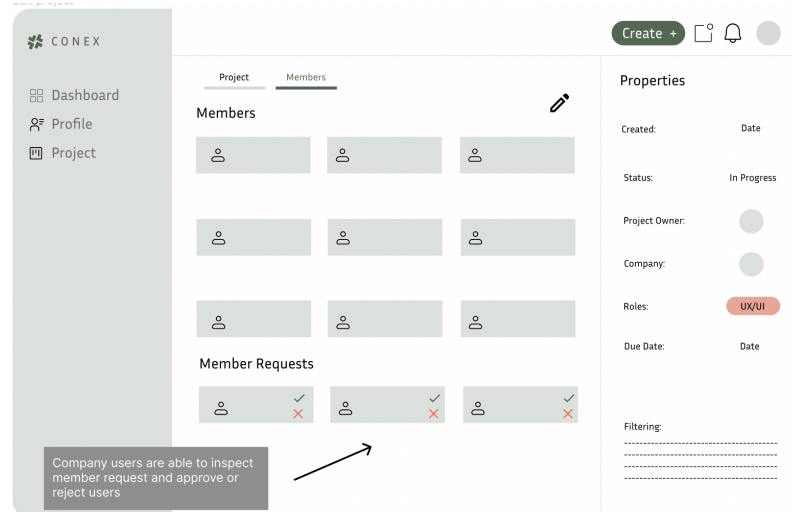 Edit project
CONEX
Create +
Dashboard
Profile
Project
Project
Members
Members
Member Requests
Company users are able to inspect
member request and approve or
reject users
Properties
Created: Date
Status: In Progress
Project Owner:
Company:
Roles: UX/UI
Due Date: Date
Filtering: